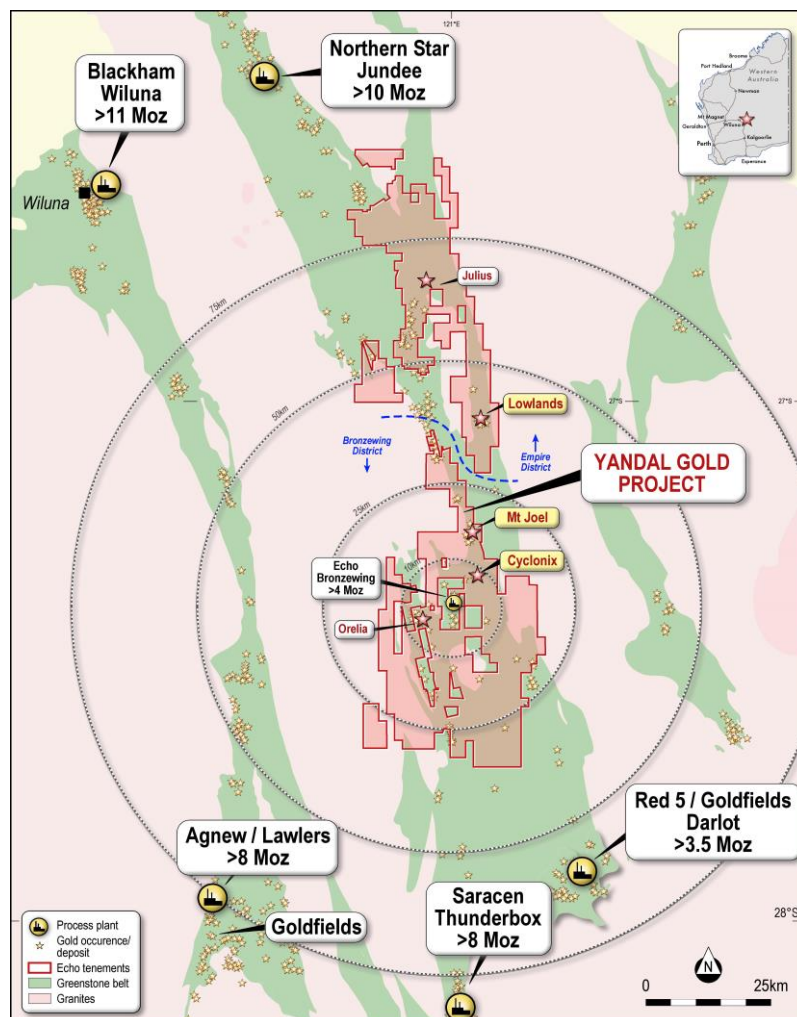 121°E
Northern Star
Jundee
>10 Moz
Blackham
Wiluna
>11 Moz
Wiluna
Broome
Port Hedland
Western
Australia
Newman
Mt Magnet
Wiluna
Geraldton
Kalgoorlie
Perth
Esperance
75km
Julius
50km
27°S
27°S
Lowlands
Bronzewing
District
Empire
District
YANDAL GOLD
PROJECT
25km
Mt Joel
10km
Cyclonix
Echo
Bronzewing
>4 Moz
Orelia
Red 5 / Goldfields
Darlot
>3.5 Moz
Agnew / Lawlers
>8 Moz
Goldfields
Saracen
Thunderbox
>8 Moz
28°S
Process plant
Gold occurence/
deposit
Echo tenements
Greenstone belt
Granites
N
0 25km